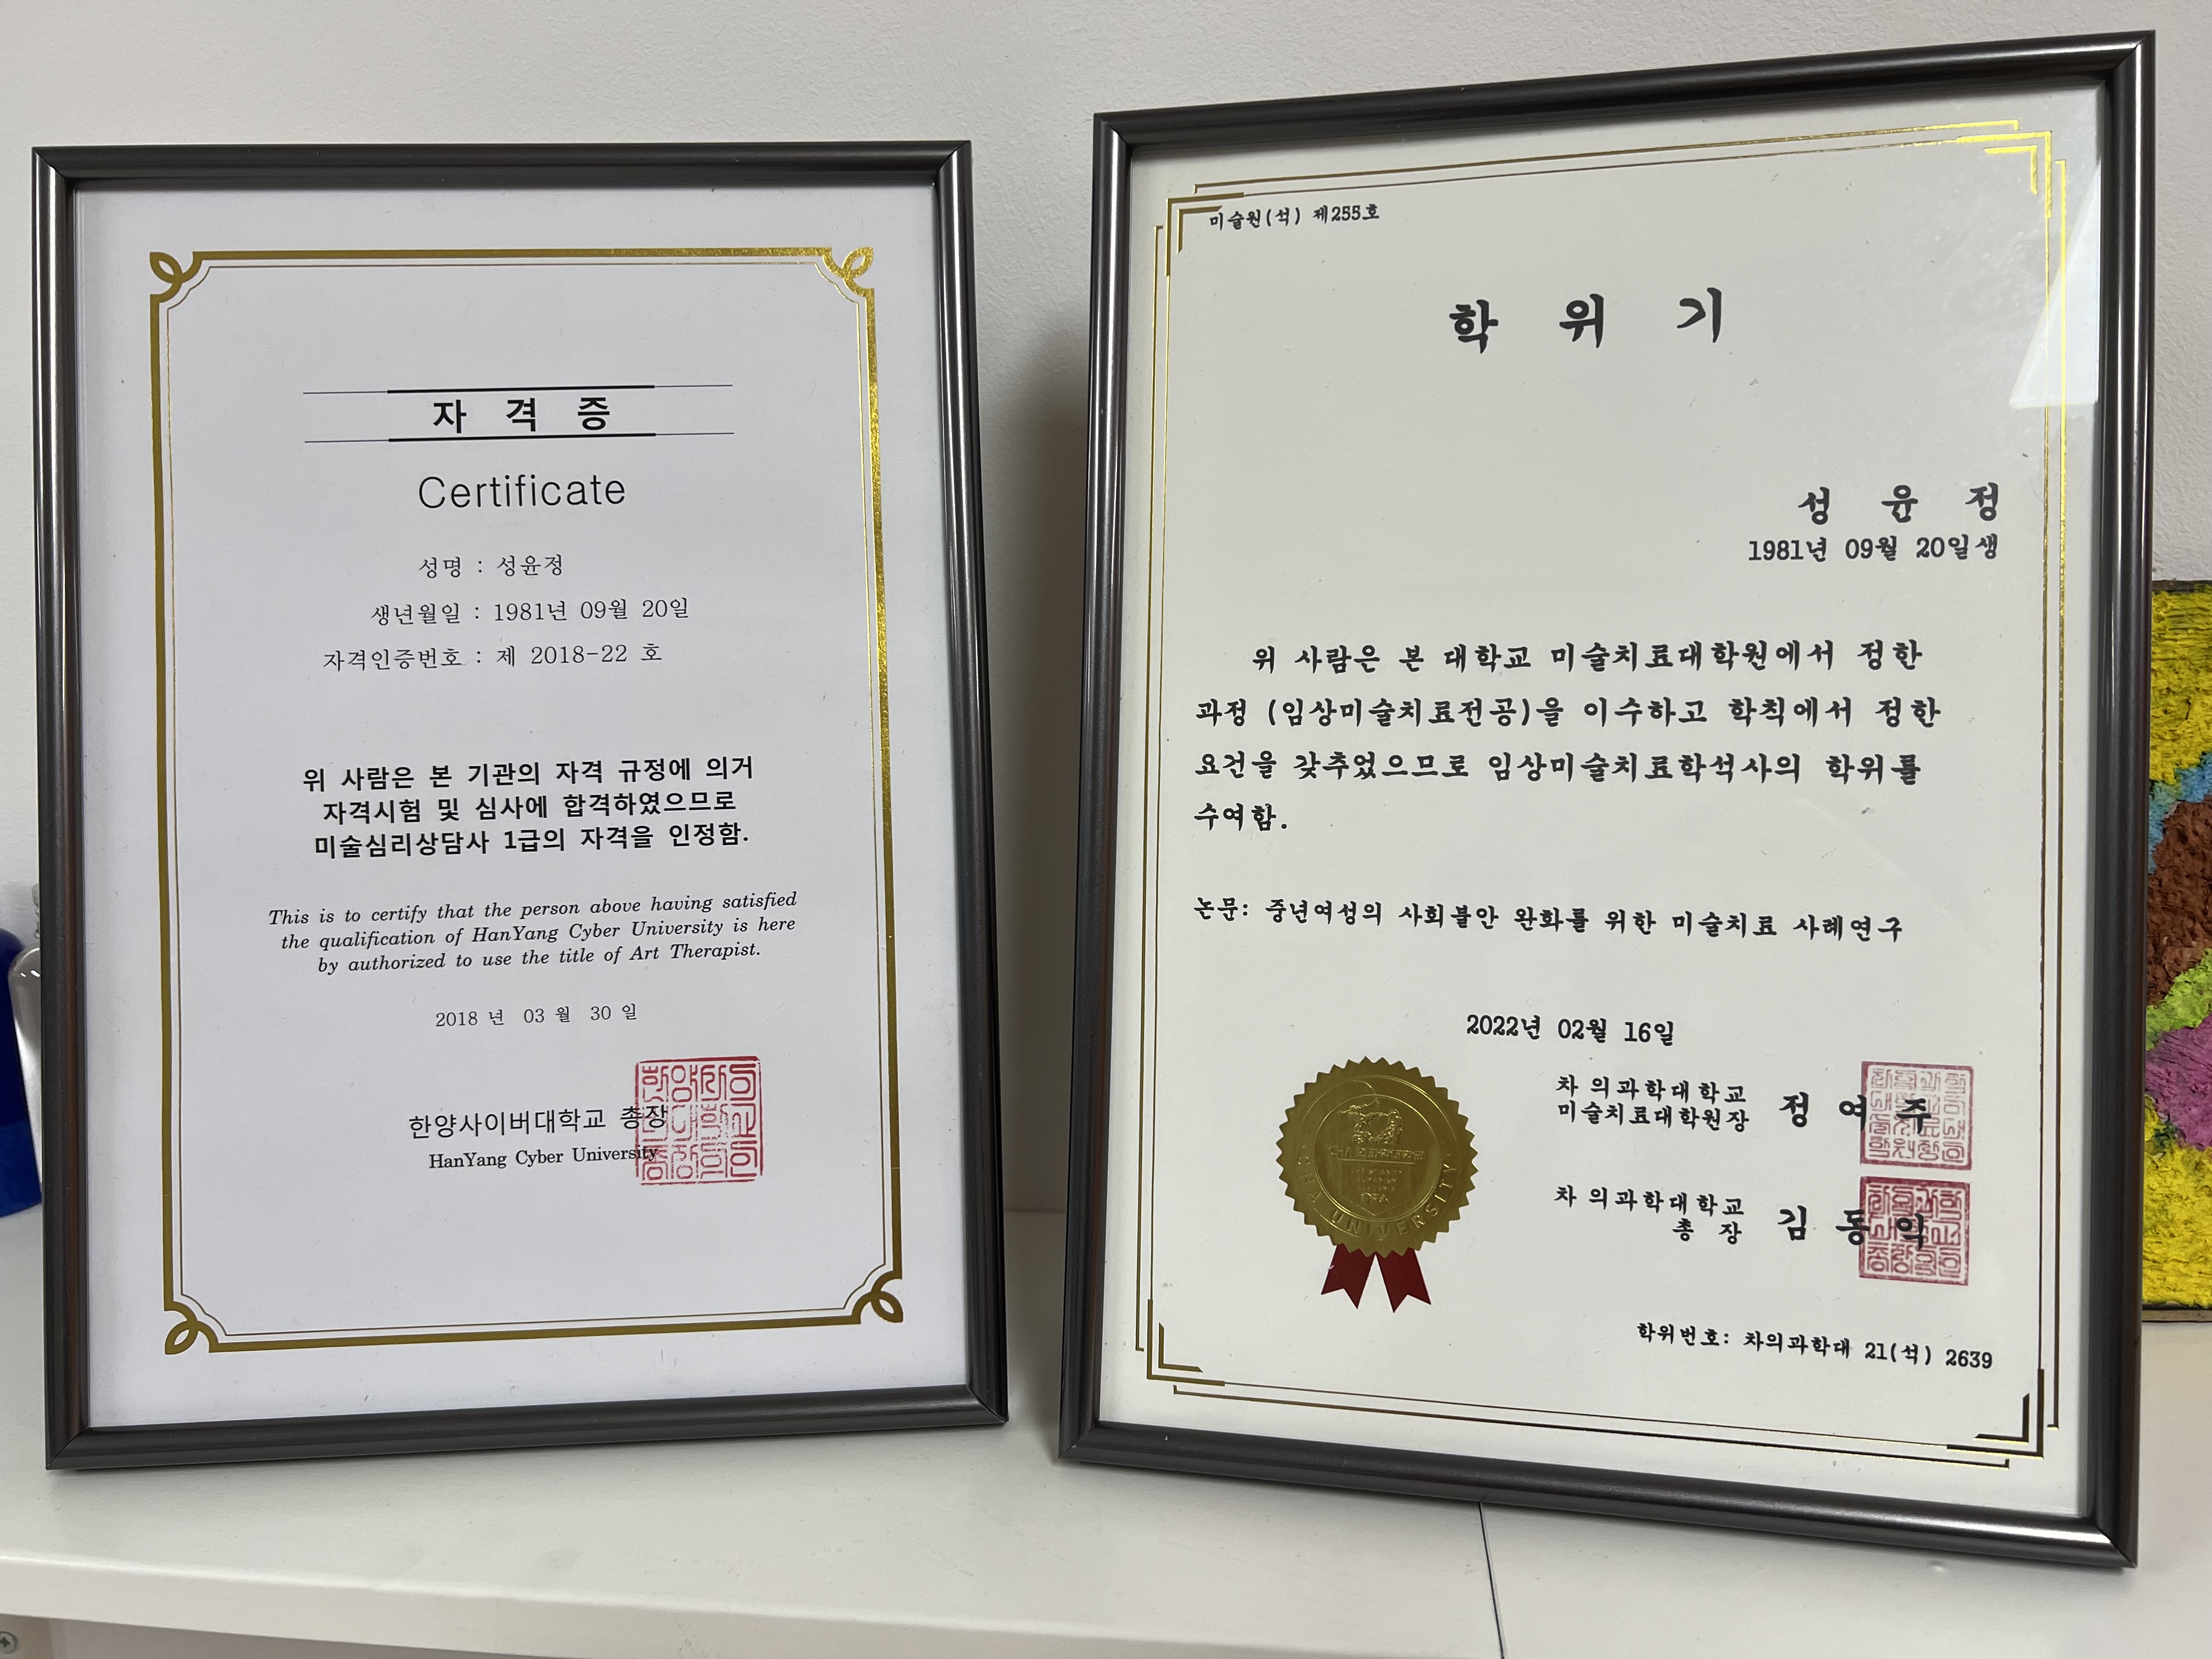 자 격 증
Certificate
성명 : 성윤정
생년월일 : 1981년 09월 20일
자격인증번호 : 제 2018-22 호
위 사람은 본 기관의 자격 규정에 의거
자격시험 및 심사에 합격하였으므로
미술심리상담사 1급의 자격을 인정함.
This is to certify that the person above having satisfied
the qualification of HanYang Cyber University is here
by authorized to use the title of Art Therapist.
2018 년 03 월 30 일
한양사이버대학교 총장
HanYang Cyber University
미술원(석) 제255호
학 위 기
성 윤 정
1981년 09월 20일생
위 사람은 본 대학교 미술치료대학원에서 정한
과정 (임상미술치료전공)을 이수하고 학칙에서 정한
요건을 갖추었으므로 임상미술치료학석사의 학위를
수여함.
논문: 중년여성의 사회불안 완화를 위한 미술치료 사례연구
2022년 02월 16일
차 의과학대학교
미술치료대학원장 정 여 주
차 의과학대학교
총 장 김 동 익
CHA UNIVERSITY
학위번호: 차의과학대 21(석) 2639